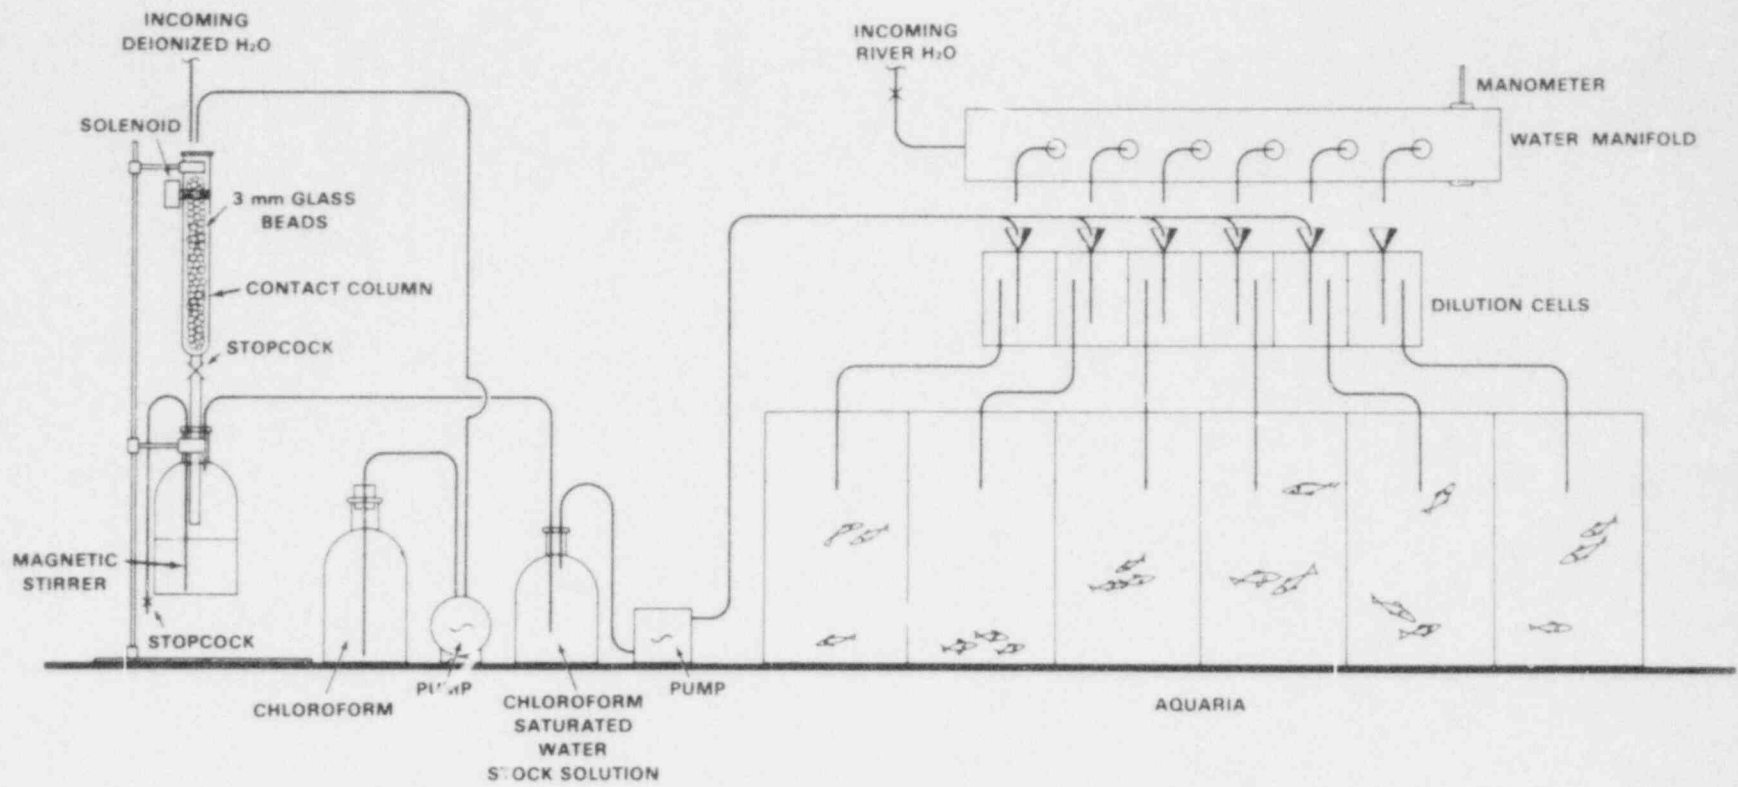 INCOMING
DEIONIZED H₂O
INCOMING
RIVER H₂O
MANOMETER
WATER MANIFOLD
SOLENOID
3 mm GLASS
BEADS
CONTACT COLUMN
STOPCOCK
DILUTION CELLS
MAGNETIC
STIRRER
STOPCOCK
CHLOROFORM
PUMP
CHLOROFORM
SATURATED
WATER
STOCK SOLUTION
PUMP
AQUARIA